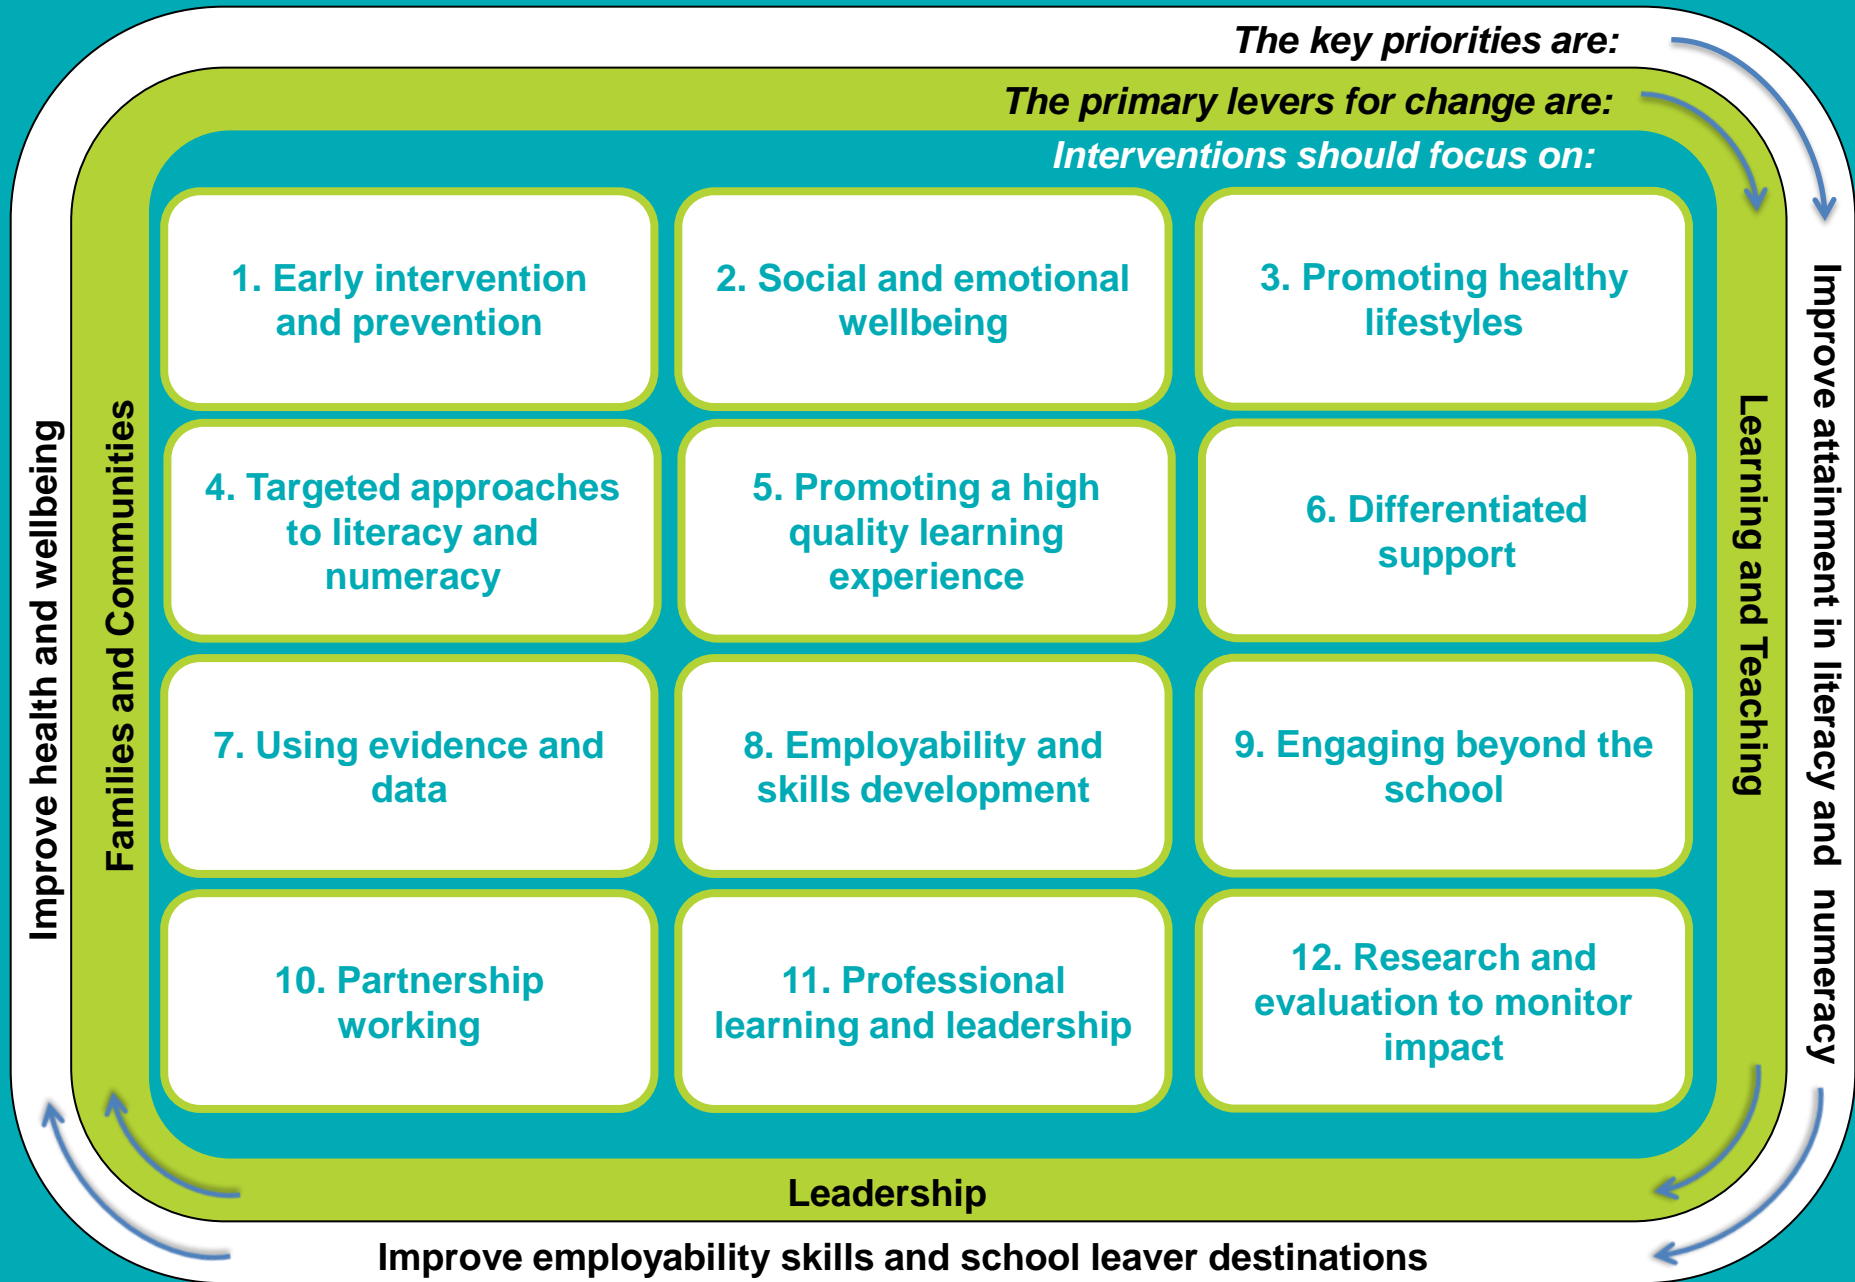 The key priorities are:
The primary levers for change are:
Interventions should focus on:
1. Early intervention
and prevention
2. Social and emotional
wellbeing
3. Promoting healthy
lifestyles
4. Targeted approaches
to literacy and
numeracy
5. Promoting a high
quality learning
experience
6. Differentiated
support
7. Using evidence and
data
8. Employability and
skills development
9. Engaging beyond the
school
10. Partnership
working
11. Professional
learning and leadership
12. Research and
evaluation to monitor
impact
Learning and Teaching
Improve attainment in literacy and numeracy
Leadership
Improve employability skills and school leaver destinations
Families and Communities
Improve health and wellbeing